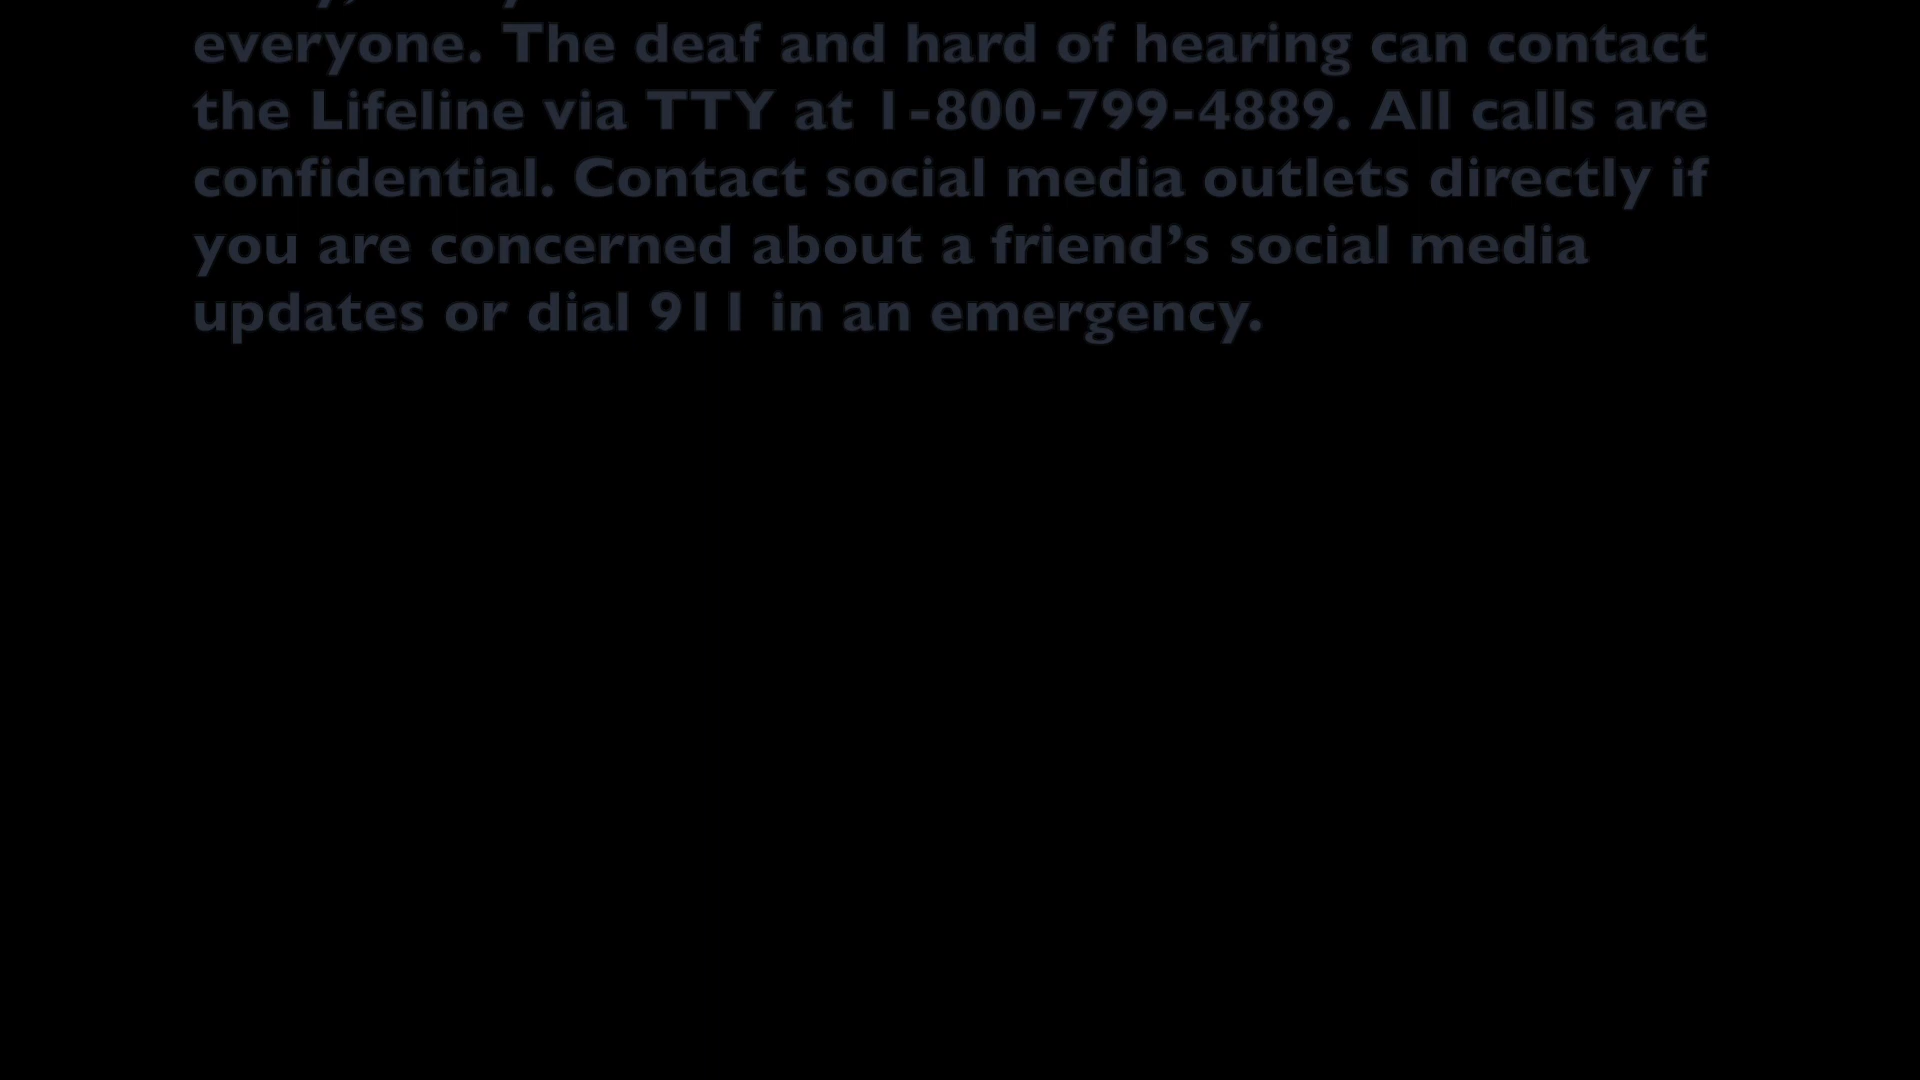 everyone. The deaf and hard of hearing can contact
the Lifeline via TTY at 1-800-799-4889. All calls are
confidential. Contact social media outlets directly if
you are concerned about a friend’s social media
updates or dial 911 in an emergency.